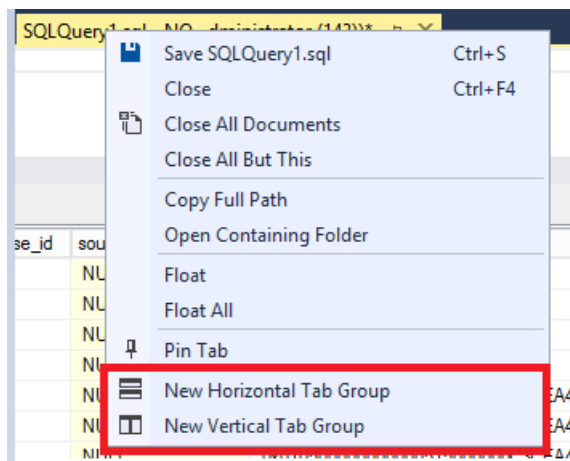 SQLQuery1.sql
Save SQLQuery1.sql Ctrl+S
Close Ctrl+F4
Close All Documents
Close All But This
Copy Full Path
Open Containing Folder
se_id sou
Float
NU
Float All
NU
NU
Pin Tab
NU
New Horizontal Tab Group
NU EA4
New Vertical Tab Group
NU EA4